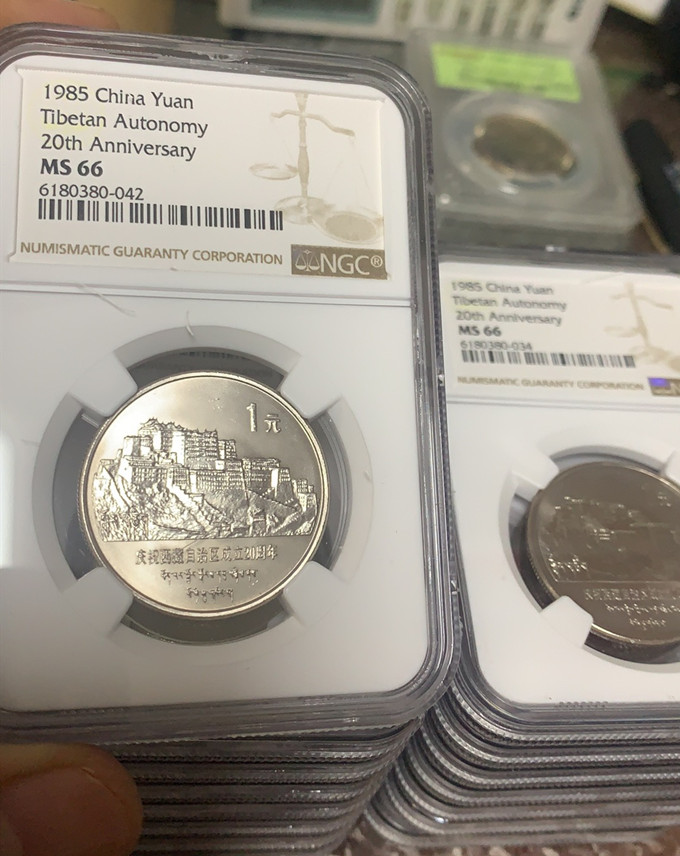 1985 China Yuan
Tibetan Autonomy
20th Anniversary
MS 66
6180380-042
NUMISMATIC GUARANTY CORPORATION
NGC®
1元
庆祝西藏自治区成立20周年
1985 China Yuan
Tibetan Autonomy
20th Anniversary
MS 66
6180380-034
NUMISMATIC GUARANTY CORPORATION